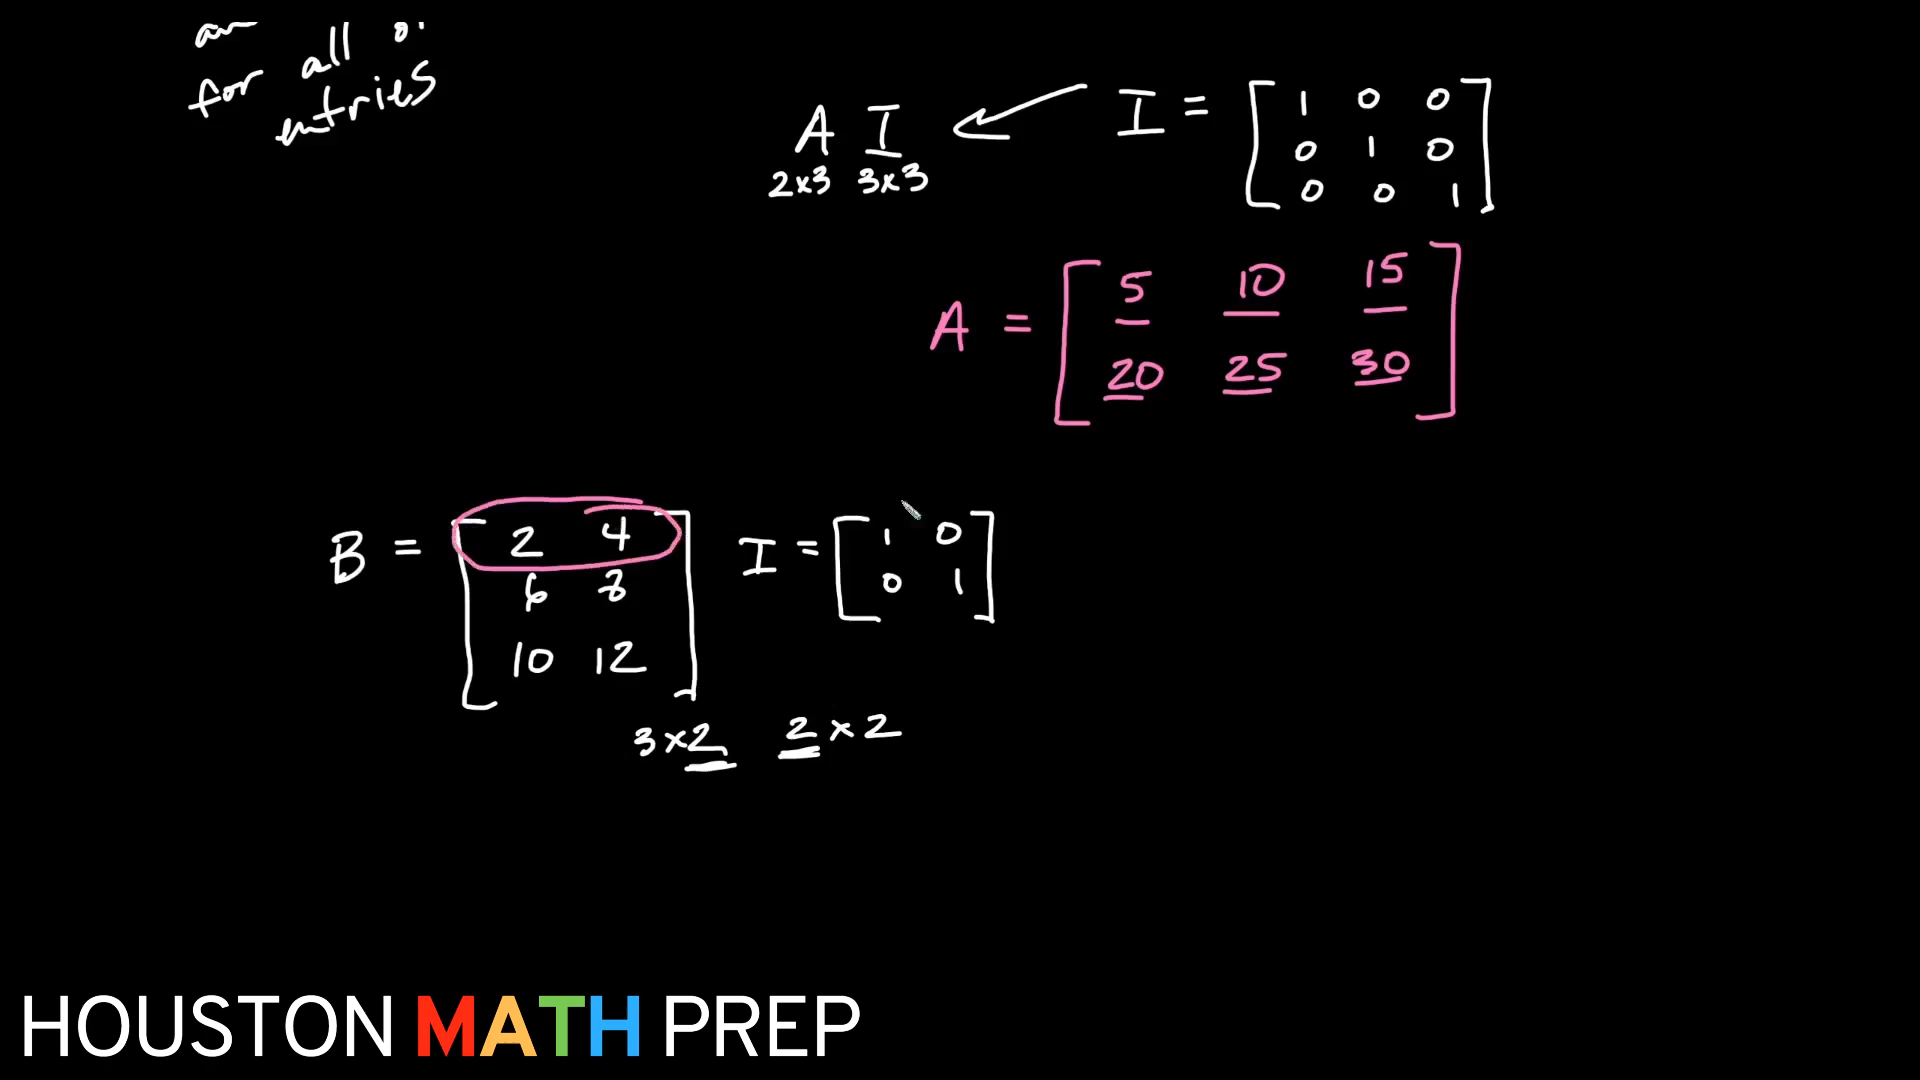 for all
entries
A I
2x3 3x3
I = [ 1 0 0
0 1 0
0 0 1 ]
A = [ 5 10 15
20 25 30 ]
B = [ 2 4
6 8
10 12 ]
I = [ 1 0
0 1 ]
3x2 2x2
HOUSTON MATH PREP